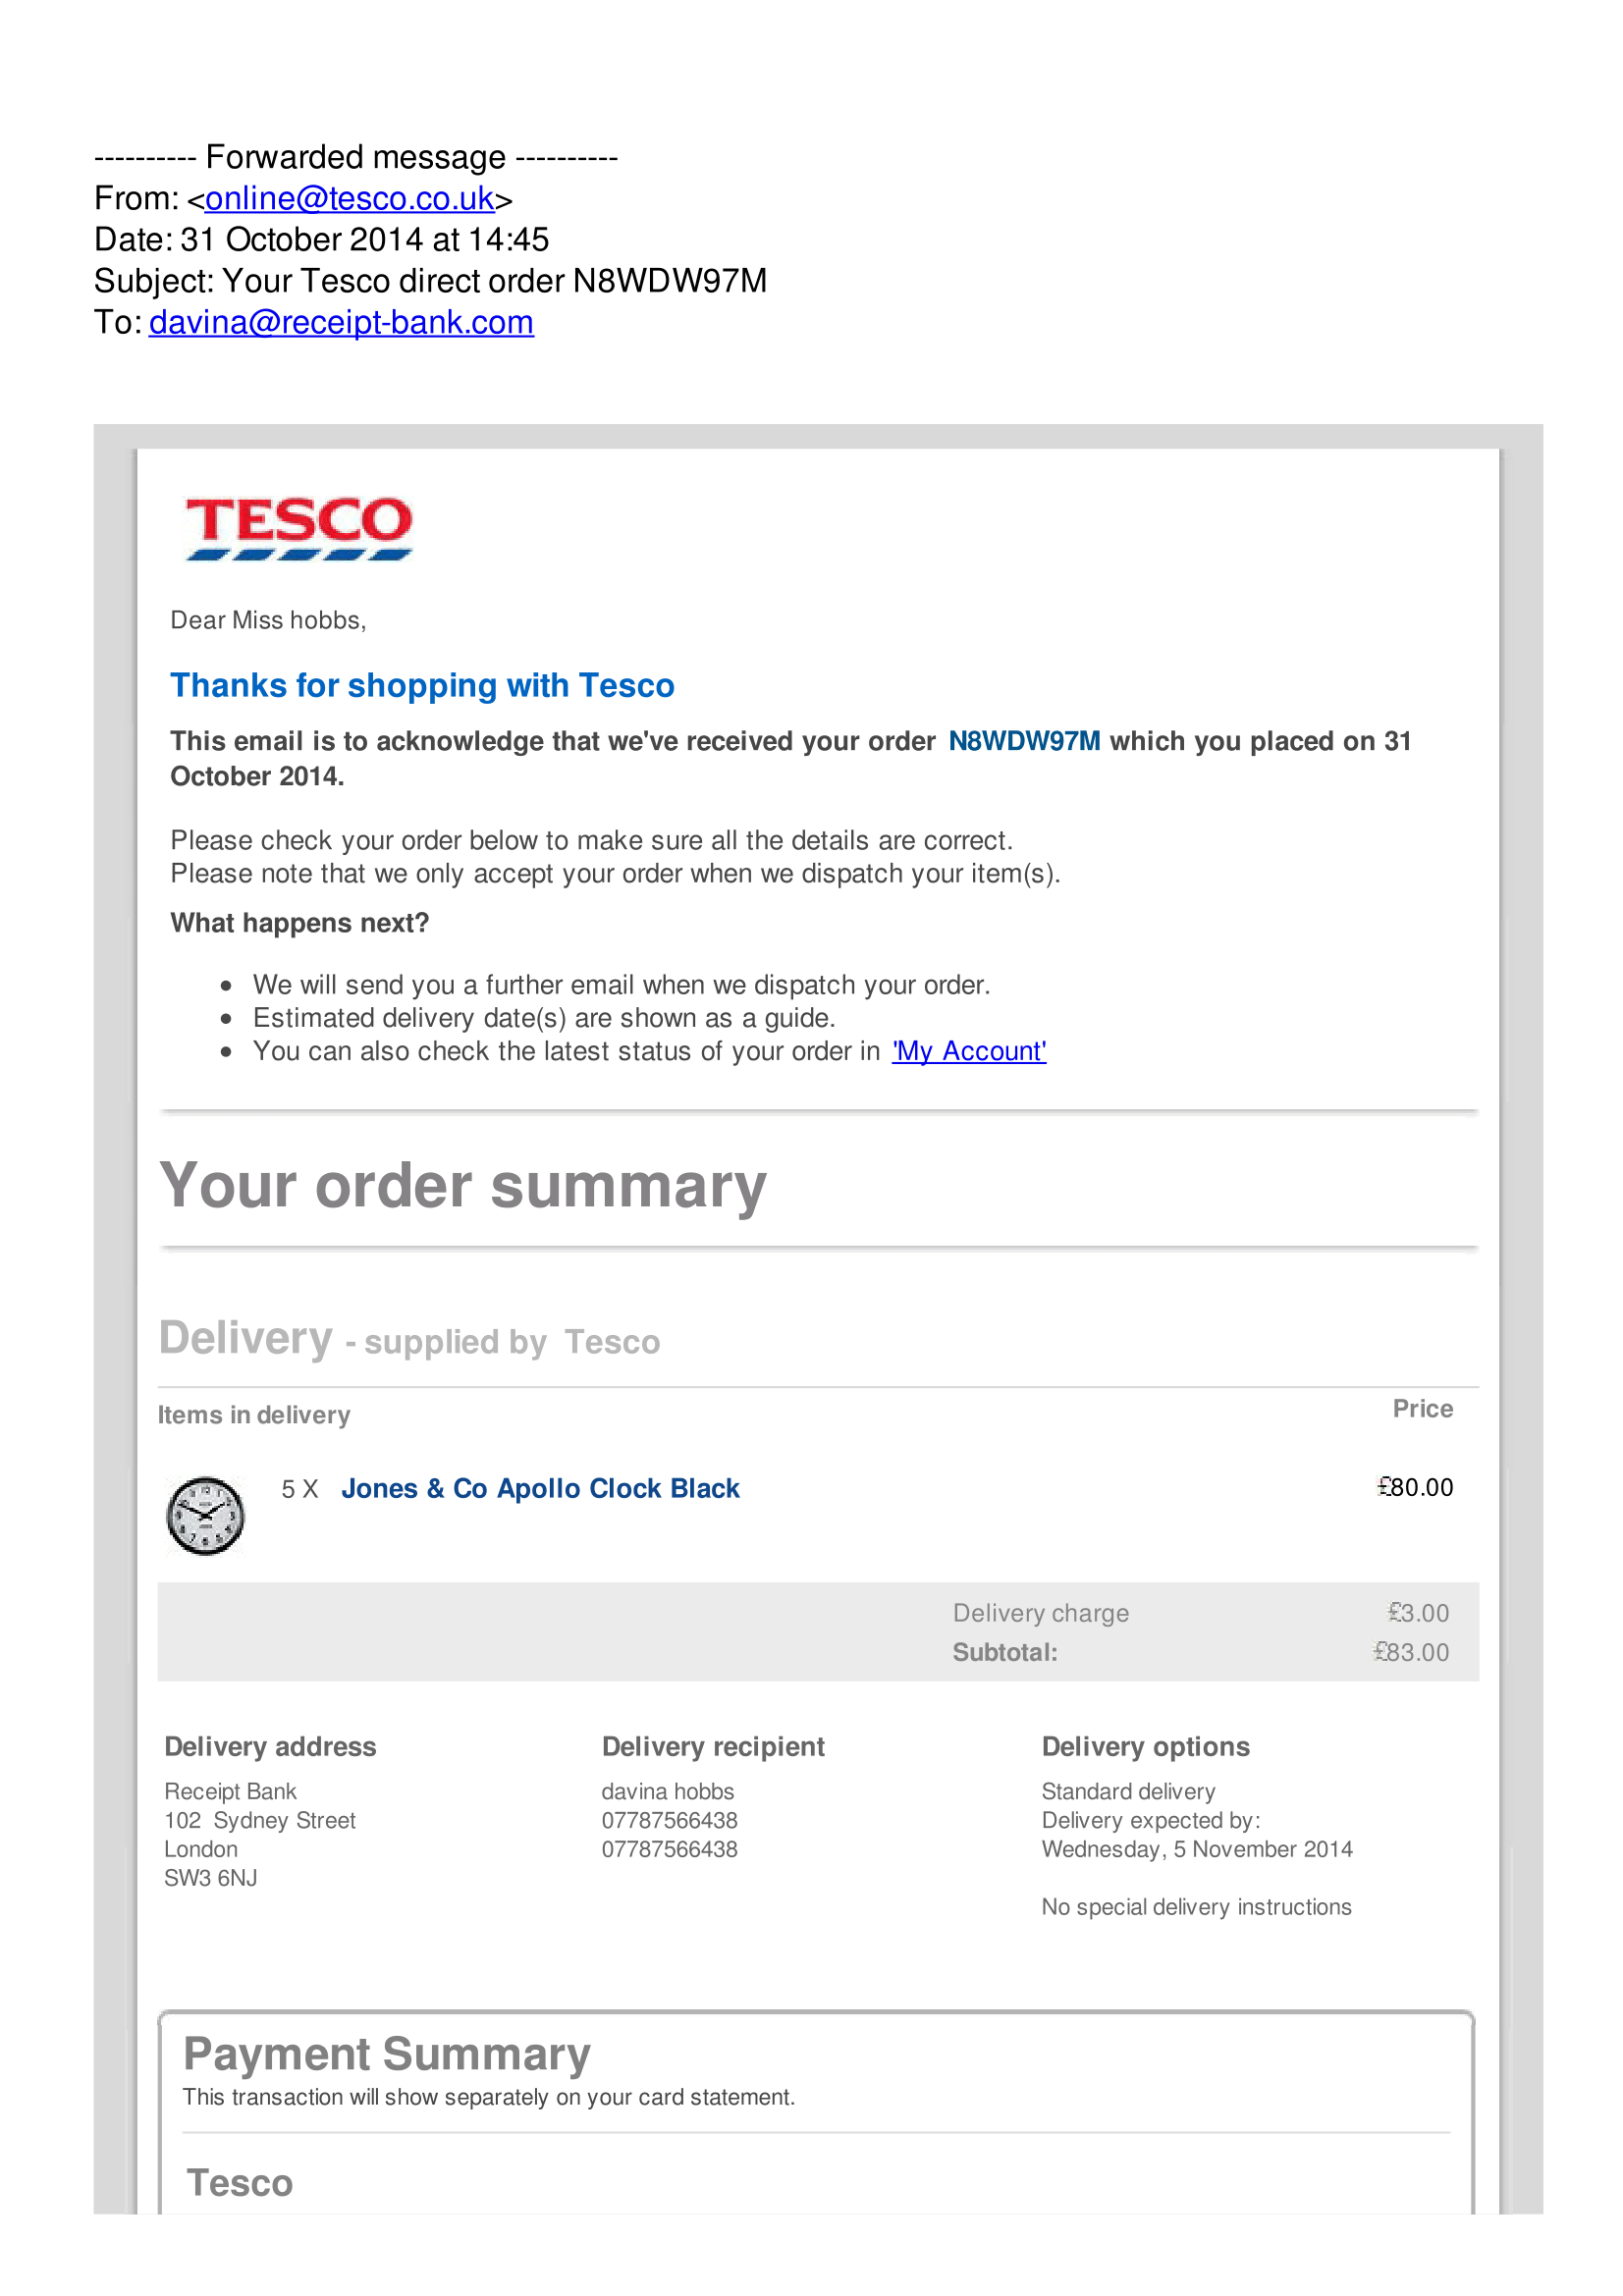 ---------- Forwarded message ----------
From: <online@tesco.co.uk>
Date: 31 October 2014 at 14:45
Subject: Your Tesco direct order N8WDW97M
To: davina@receipt-bank.com
TESCO
Dear Miss hobbs,
Thanks for shopping with Tesco
This email is to acknowledge that we've received your order N8WDW97M which you placed on 31
October 2014.
Please check your order below to make sure all the details are correct.
Please note that we only accept your order when we dispatch your item(s).
What happens next?
• We will send you a further email when we dispatch your order.
• Estimated delivery date(s) are shown as a guide.
• You can also check the latest status of your order in 'My Account'
Your order summary
Delivery - supplied by Tesco
Items in delivery Price
5 X Jones & Co Apollo Clock Black £80.00
Delivery charge £3.00
Subtotal: £83.00
Delivery address Delivery recipient Delivery options
Receipt Bank davina hobbs Standard delivery
102 Sydney Street 07787566438 Delivery expected by:
London 07787566438 Wednesday, 5 November 2014
SW3 6NJ
No special delivery instructions
Payment Summary
This transaction will show separately on your card statement.
Tesco